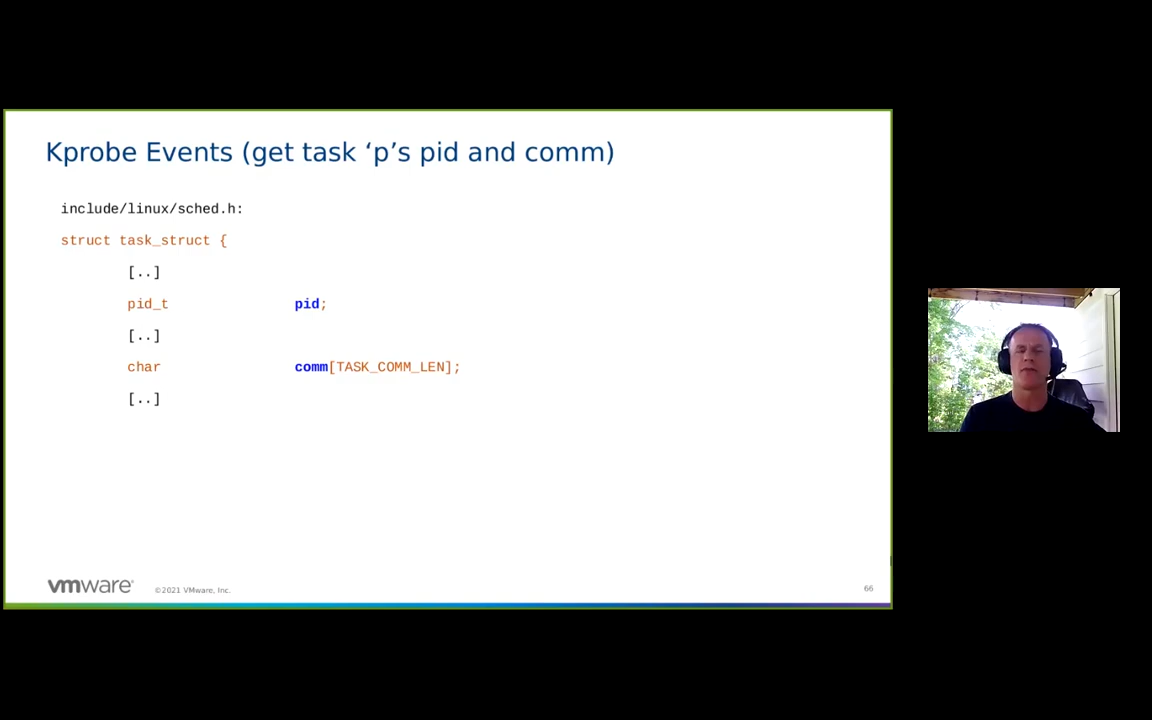 Kprobe Events (get task ‘p’s pid and comm)
include/linux/sched.h:
struct task_struct {
[..]
pid_t pid;
[..]
char comm[TASK_COMM_LEN];
[..]
vmware®
©2021 VMware, Inc.
66